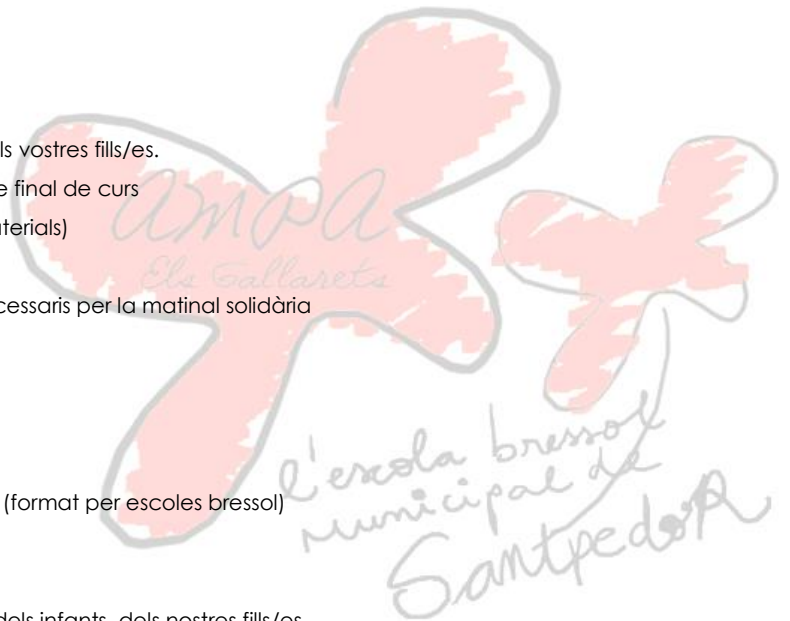 ls vostres fills/es.
e final de curs
aterials)
AMPA
Els Gallarets
cessaris per la matinal solidària
l'escola bressol
municipal de
Santpedor
(format per escoles bressol)
dels infants, dels nostres fills/es